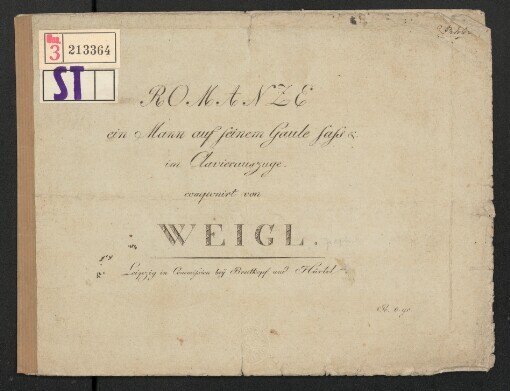 3 213364
ST
ROMANZE
ein Mann auf seinem Gaule sass &.
im Clavierauszuge.
componirt von
WEIGL.
Leipzig in Commission bey Breitkopf und Härtel